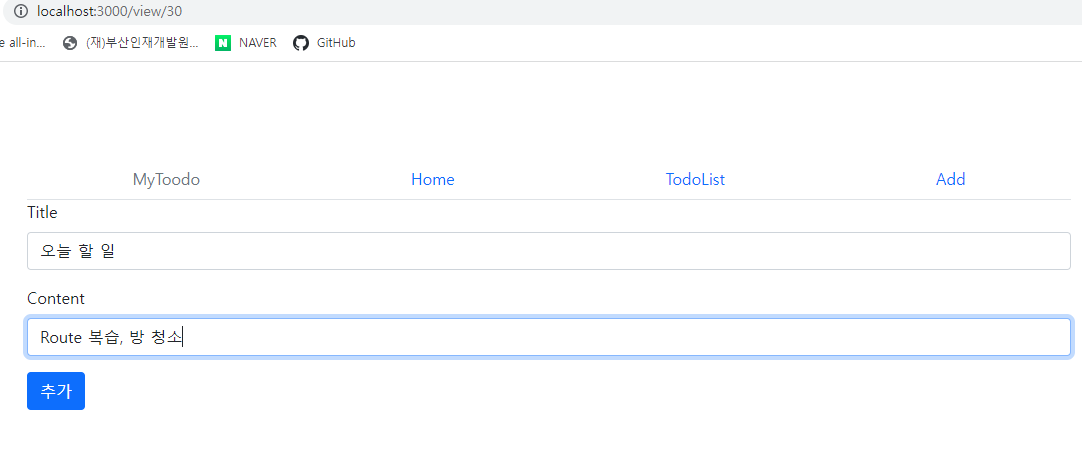 localhost:3000/view/30
e all-in... (재)부산인재개발원... NAVER GitHub
MyToodo Home TodoList Add
Title
오늘 할 일
Content
Route 복습, 방 청소
추가